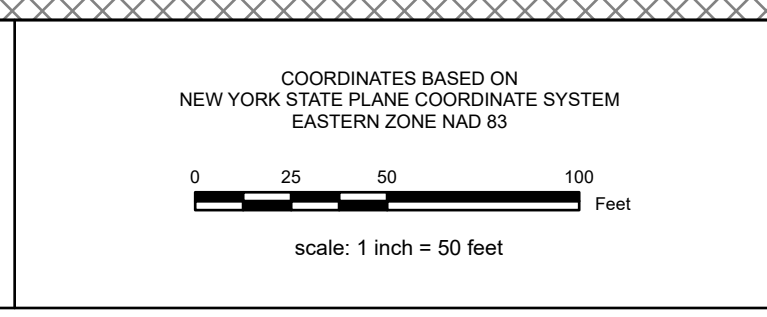 COORDINATES BASED ON
NEW YORK STATE PLANE COORDINATE SYSTEM
EASTERN ZONE NAD 83
0 25 50 100
Feet
scale: 1 inch = 50 feet